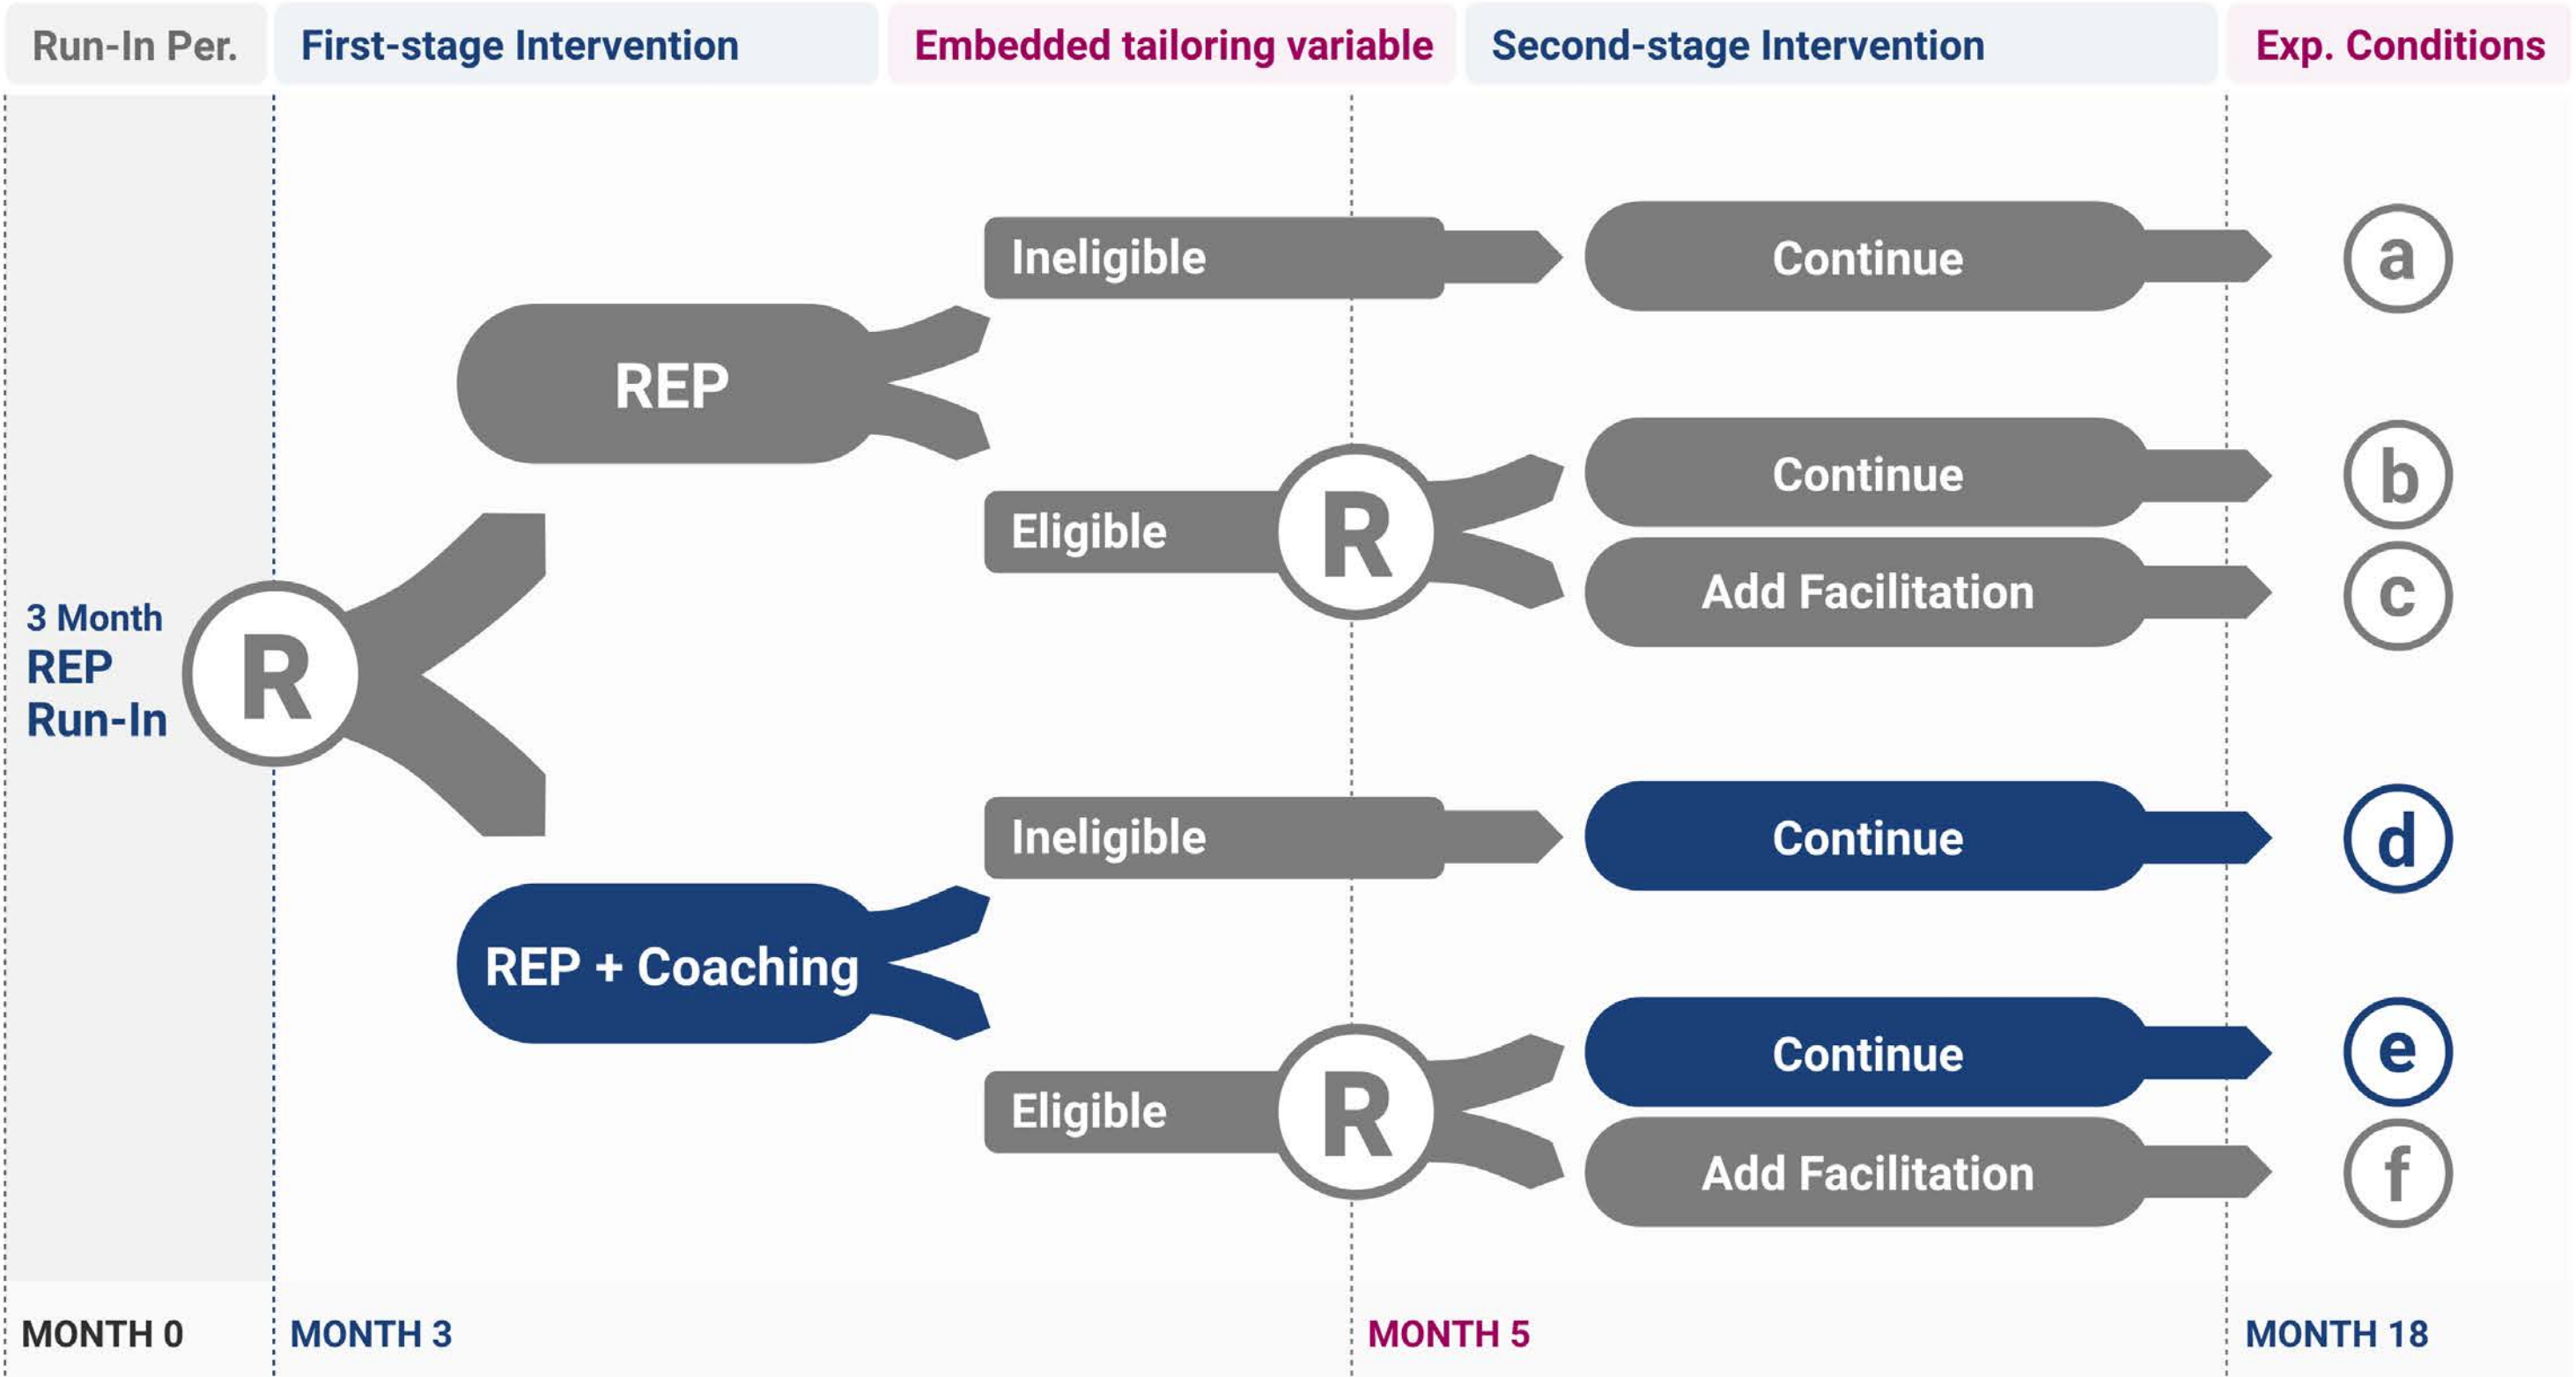 Run-In Per.
First-stage Intervention
Embedded tailoring variable
Second-stage Intervention
Exp. Conditions
Ineligible
Continue
a
REP
Continue
b
Eligible
R
Add Facilitation
c
3 Month
REP
Run-In
R
Ineligible
Continue
d
REP + Coaching
Continue
e
Eligible
R
Add Facilitation
f
MONTH 0
MONTH 3
MONTH 5
MONTH 18